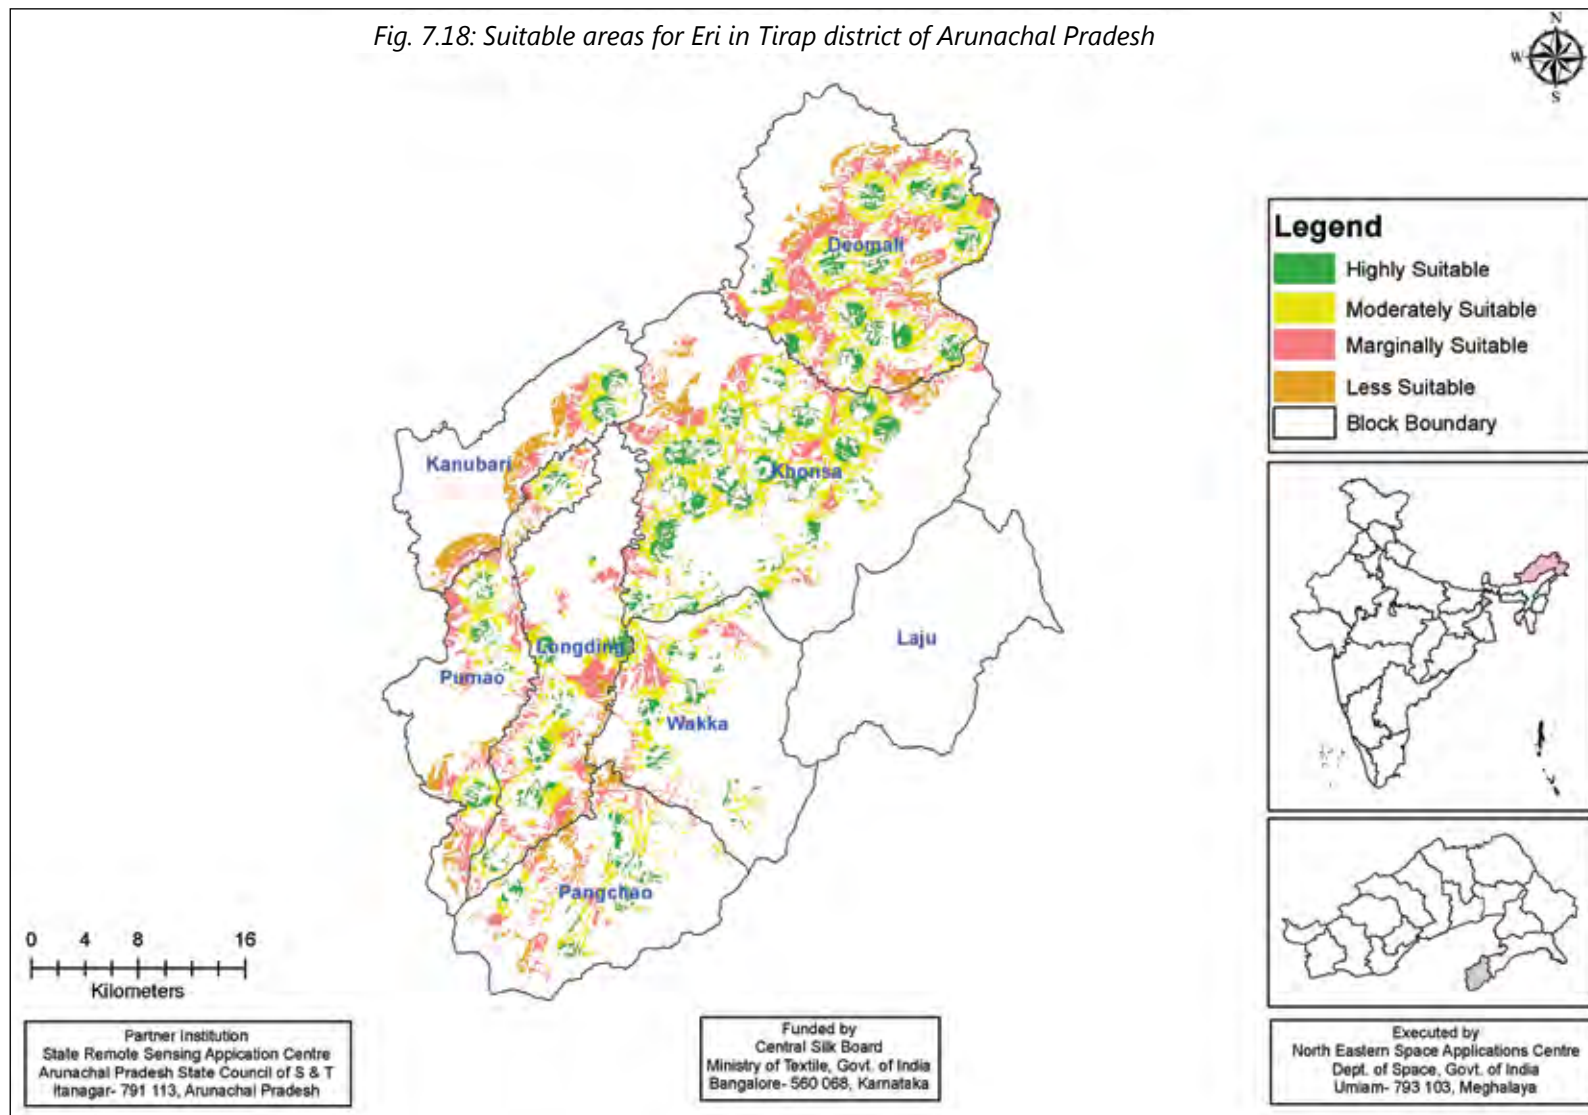 Fig. 7.18: Suitable areas for Eri in Tirap district of Arunachal Pradesh
N
W
S
Legend
Highly Suitable
Moderately Suitable
Marginally Suitable
Less Suitable
Block Boundary
Deomali
Kanubari
Khonsa
Laju
Longding
Pumao
Wakka
Pangchao
0 4 8 16
Kilometers
Partner Institution
State Remote Sensing Application Centre
Arunachal Pradesh State Council of S & T
Itanagar- 791 113, Arunachal Pradesh
Funded by
Central Silk Board
Ministry of Textile, Govt. of India
Bangalore- 560 068, Karnataka
Executed by
North Eastern Space Applications Centre
Dept. of Space, Govt. of India
Umiam- 793 103, Meghalaya